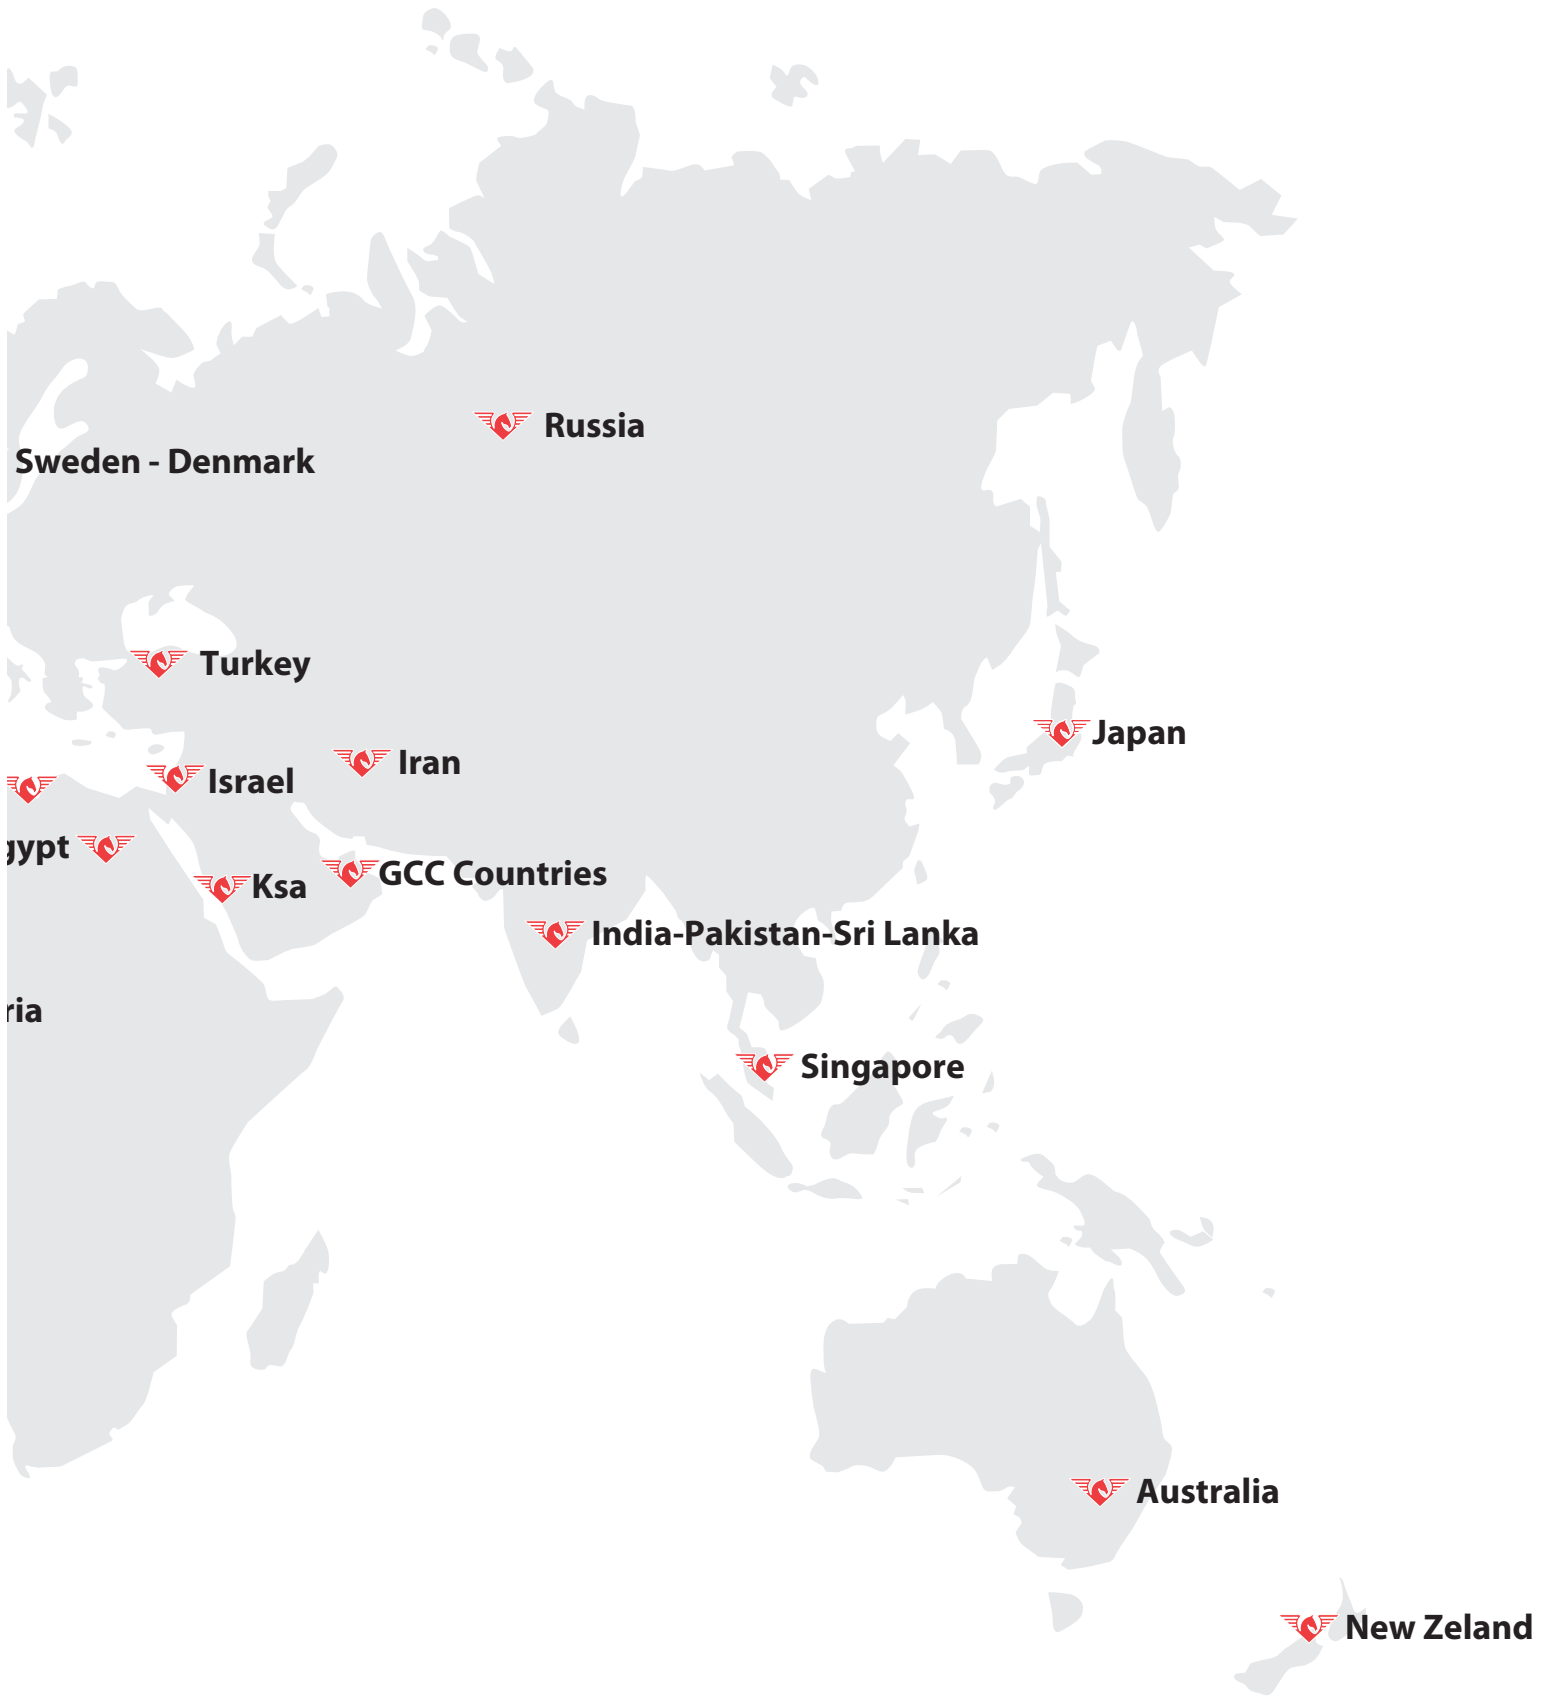 Russia
Sweden - Denmark
Turkey
Japan
Iran
Israel
gypt
GCC Countries
Ksa
India-Pakistan-Sri Lanka
ria
Singapore
Australia
New Zeland